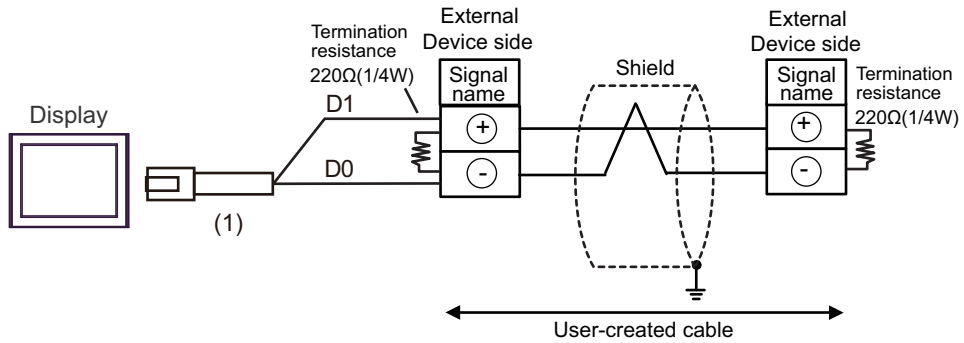 External
Device side
Termination
resistance
220Ω(1/4W)
Signal
name
D1
+
D0
-
Display
(1)
Shield
External
Device side
Signal
name
+
-
Termination
resistance
220Ω(1/4W)
User-created cable